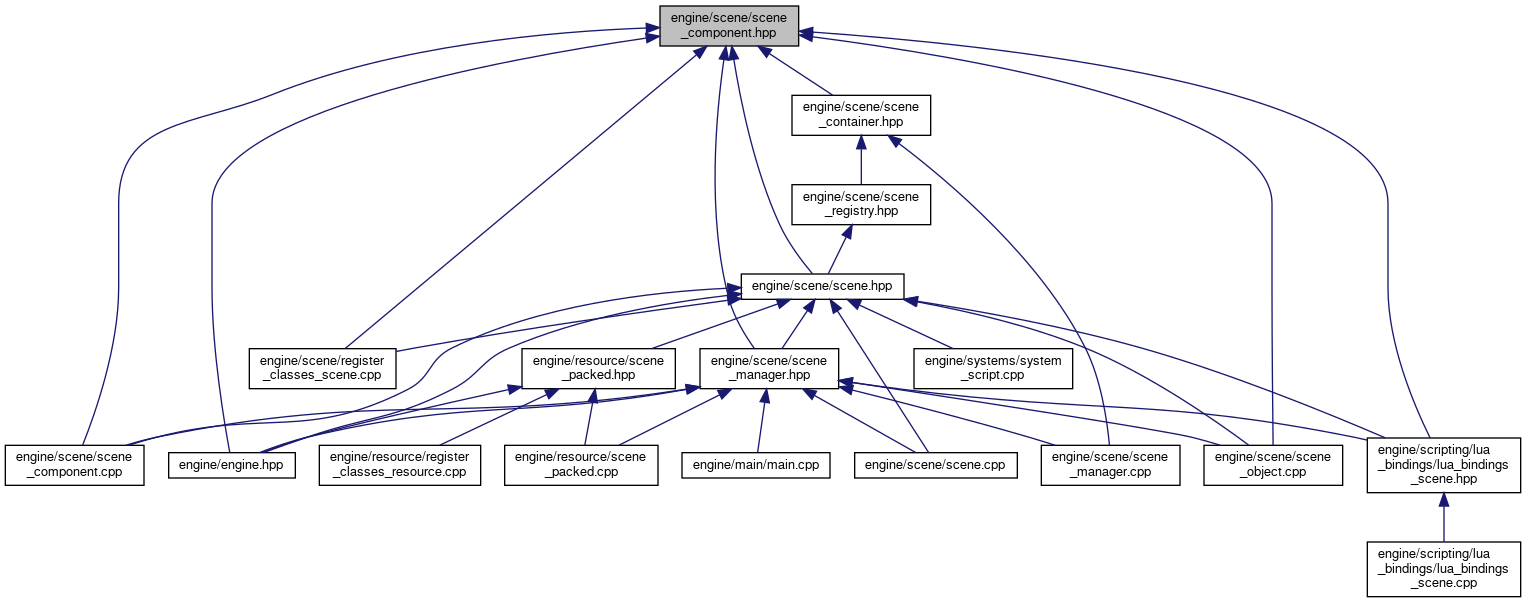 engine/scene/scene
_component.hpp
engine/scene/scene
_container.hpp
engine/scene/scene
_registry.hpp
engine/scene/scene.hpp
engine/scene/register
_classes_scene.cpp
engine/resource/scene
_packed.hpp
engine/scene/scene
_manager.hpp
engine/systems/system
_script.cpp
engine/scene/scene
_component.cpp
engine/engine.hpp
engine/resource/register
_classes_resource.cpp
engine/resource/scene
_packed.cpp
engine/main/main.cpp
engine/scene/scene.cpp
engine/scene/scene
_manager.cpp
engine/scene/scene
_object.cpp
engine/scripting/lua
_bindings/lua_bindings
_scene.hpp
engine/scripting/lua
_bindings/lua_bindings
_scene.cpp